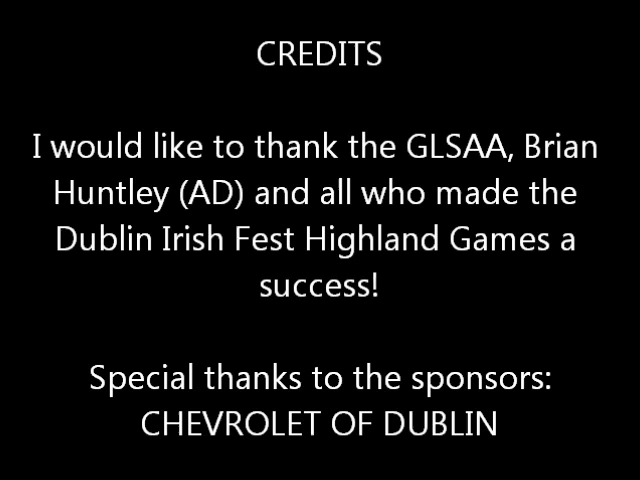 CREDITS
I would like to thank the GLSAA, Brian
Huntley (AD) and all who made the
Dublin Irish Fest Highland Games a
success!
Special thanks to the sponsors:
CHEVROLET OF DUBLIN